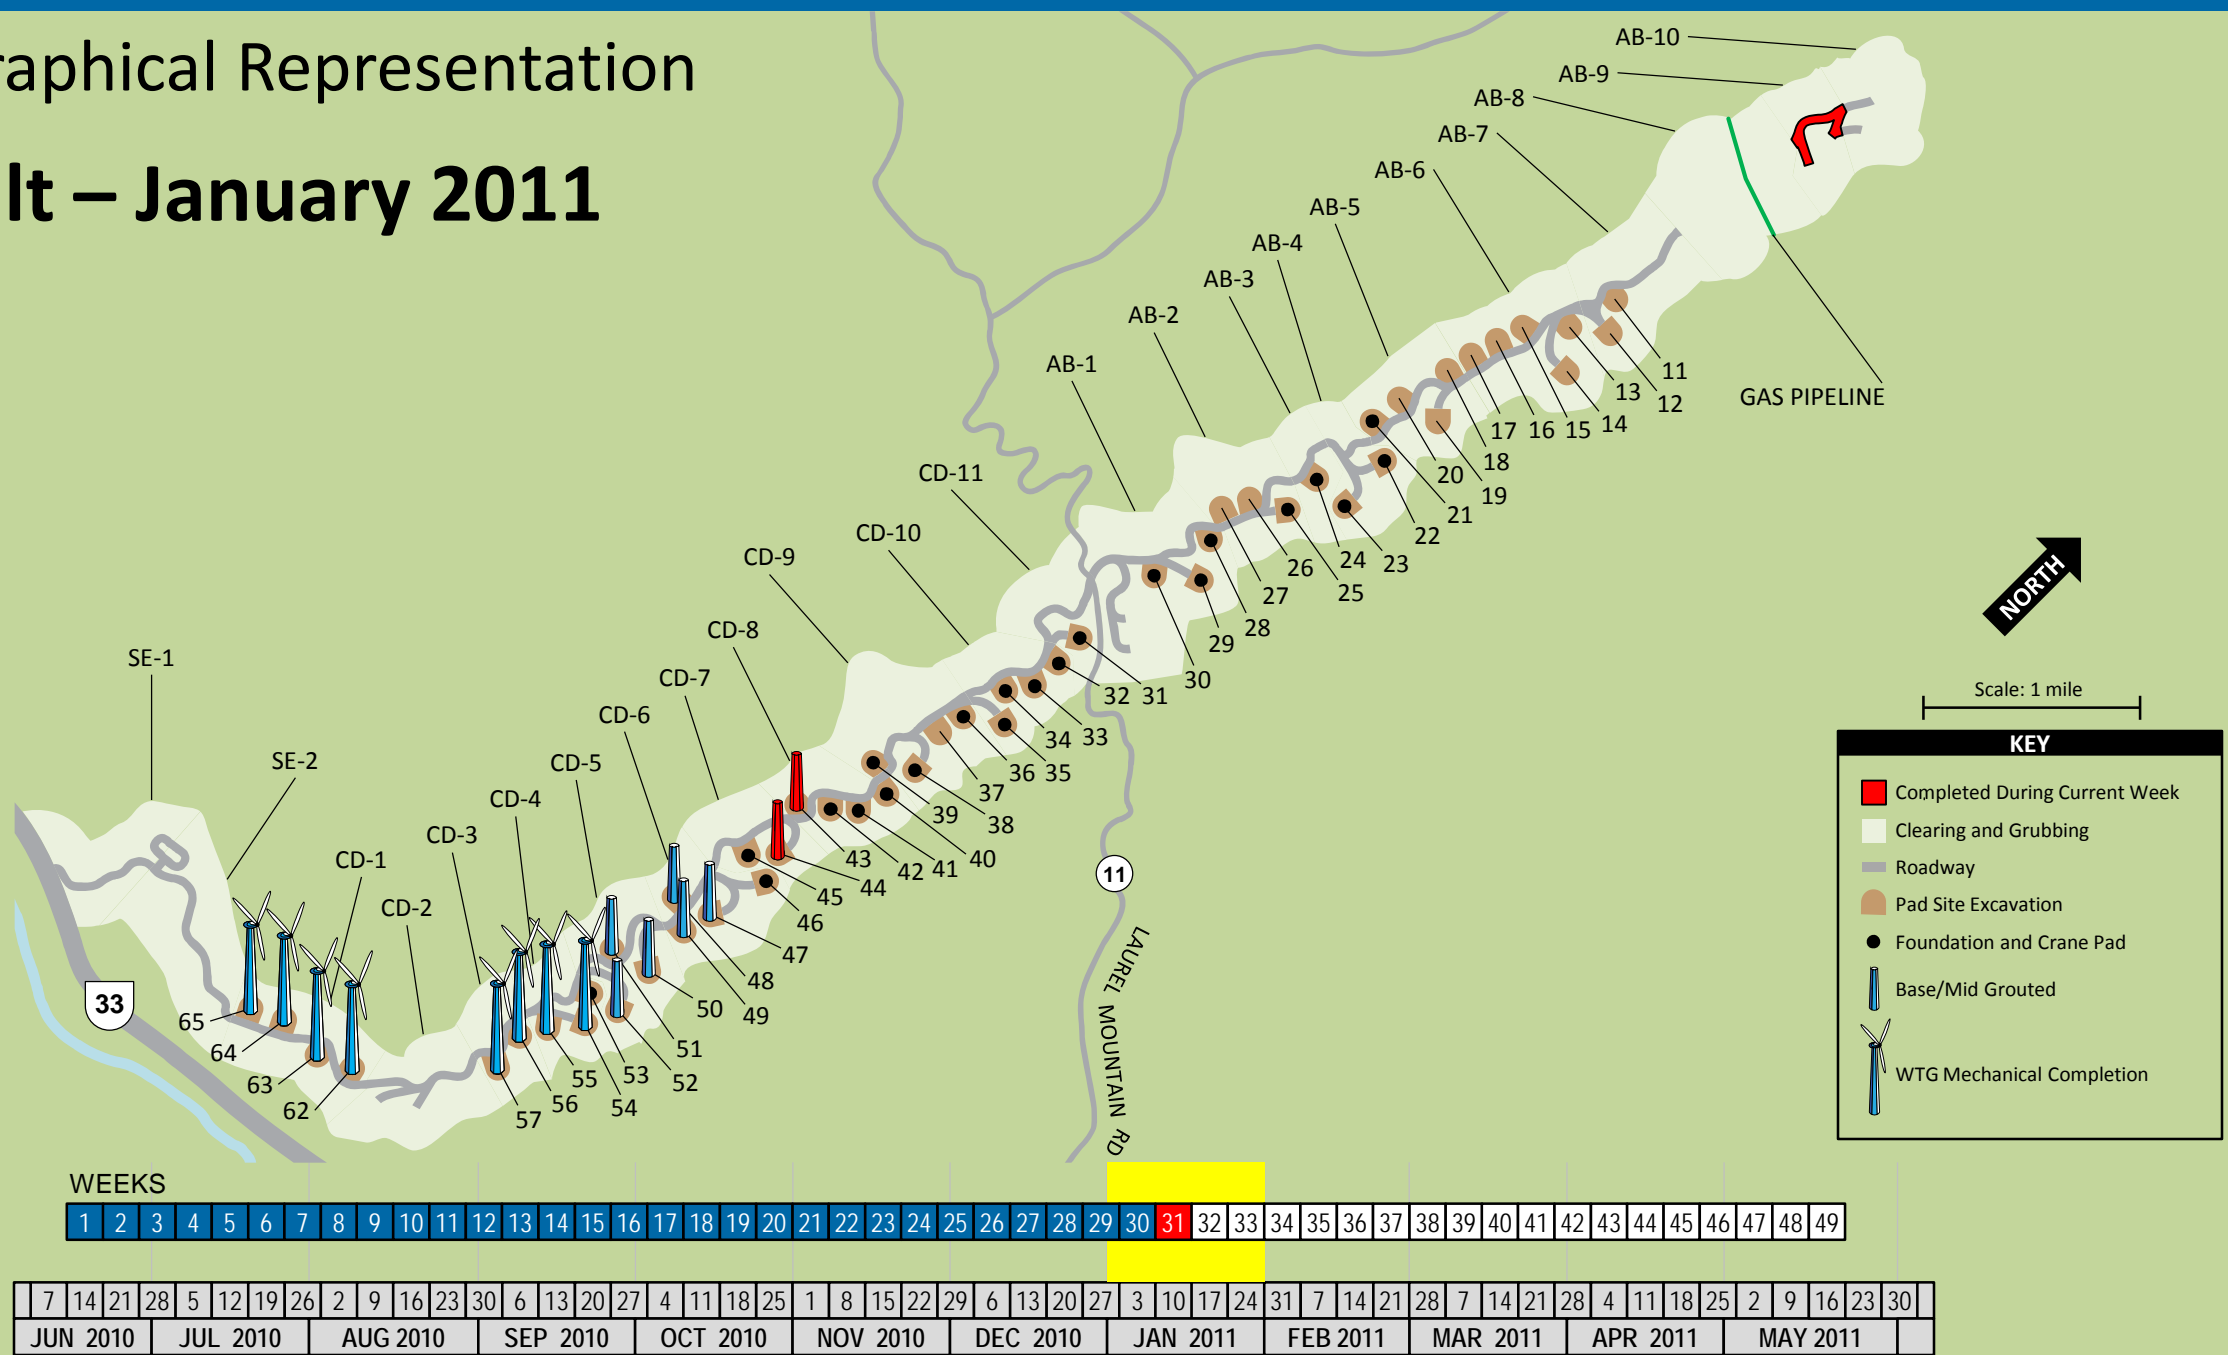 raphical Representation
lt – January 2011
AB-10
AB-9
AB-8
AB-7
AB-6
AB-5
AB-4
AB-3
AB-2
AB-1
CD-11
CD-10
CD-9
CD-8
CD-7
CD-6
CD-5
CD-4
CD-3
CD-2
CD-1
SE-2
SE-1
GAS PIPELINE
11
12
13
14
15
16
17
18
19
20
21
22
23
24
25
26
27
28
29
30
31
32
33
34
35
36
37
38
39
40
41
42
43
44
45
46
47
48
49
50
51
52
53
54
55
56
57
62
63
64
65
33
11
LAUREL MOUNTAIN RD
NORTH
Scale: 1 mile
KEY
Completed During Current Week
Clearing and Grubbing
Roadway
Pad Site Excavation
Foundation and Crane Pad
Base/Mid Grouted
WTG Mechanical Completion
WEEKS
1 2 3 4 5 6 7 8 9 10 11 12 13 14 15 16 17 18 19 20 21 22 23 24 25 26 27 28 29 30 31 32 33 34 35 36 37 38 39 40 41 42 43 44 45 46 47 48 49
7 14 21 28 5 12 19 26 2 9 16 23 30 6 13 20 27 4 11 18 25 1 8 15 22 29 6 13 20 27 3 10 17 24 31 7 14 21 28 7 14 21 28 4 11 18 25 2 9 16 23 30
JUN 2010 JUL 2010 AUG 2010 SEP 2010 OCT 2010 NOV 2010 DEC 2010 JAN 2011 FEB 2011 MAR 2011 APR 2011 MAY 2011